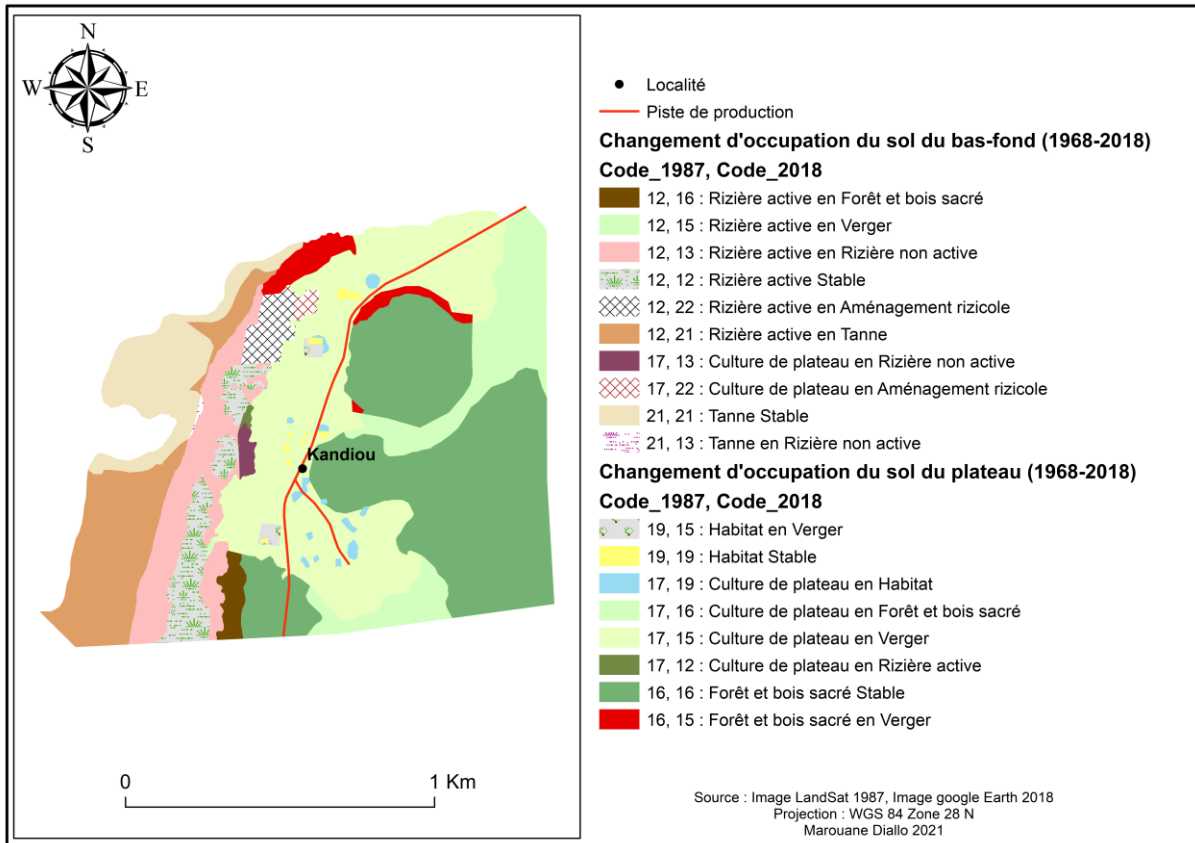 N
W
E
S
Kandiou
0
1 Km
Localité
Piste de production
Changement d'occupation du sol du bas-fond (1968-2018)
Code_1987, Code_2018
12, 16 : Rizière active en Forêt et bois sacré
12, 15 : Rizière active en Verger
12, 13 : Rizière active en Rizière non active
12, 12 : Rizière active Stable
12, 22 : Rizière active en Aménagement rizicole
12, 21 : Rizière active en Tanne
17, 13 : Culture de plateau en Rizière non active
17, 22 : Culture de plateau en Aménagement rizicole
21, 21 : Tanne Stable
21, 13 : Tanne en Rizière non active
Changement d'occupation du sol du plateau (1968-2018)
Code_1987, Code_2018
19, 15 : Habitat en Verger
19, 19 : Habitat Stable
17, 19 : Culture de plateau en Habitat
17, 16 : Culture de plateau en Forêt et bois sacré
17, 15 : Culture de plateau en Verger
17, 12 : Culture de plateau en Rizière active
16, 16 : Forêt et bois sacré Stable
16, 15 : Forêt et bois sacré en Verger
Source : Image LandSat 1987, Image google Earth 2018
Projection : WGS 84 Zone 28 N
Marouane Diallo 2021